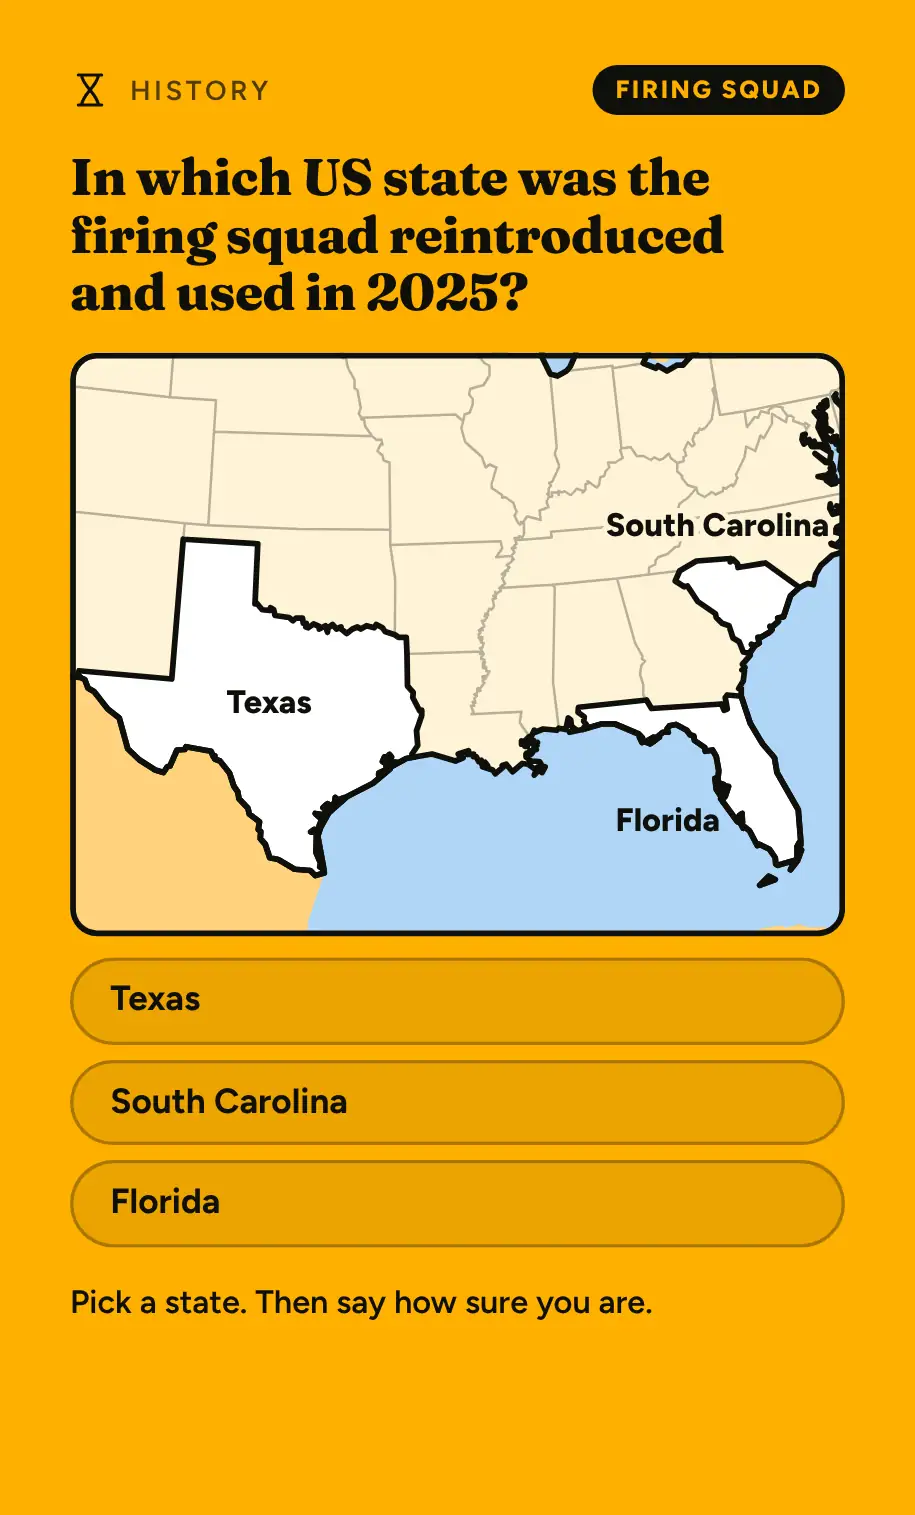 HISTORY
FIRING SQUAD
In which US state was the
firing squad reintroduced
and used in 2025?
South Carolina
Texas
Florida
Texas
South Carolina
Florida
Pick a state. Then say how sure you are.